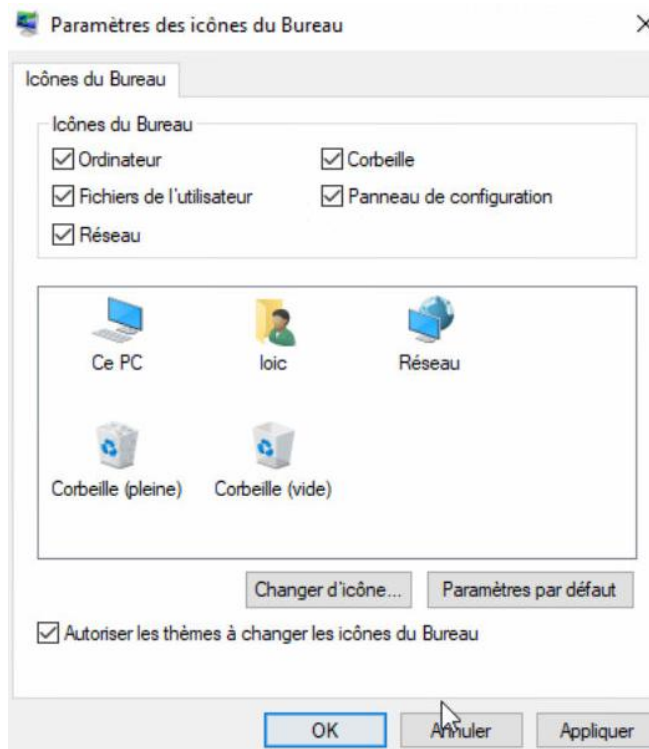 Paramètres des icônes du Bureau
Icônes du Bureau
Icônes du Bureau
Ordinateur
Corbeille
Fichiers de l'utilisateur
Panneau de configuration
Réseau
Ce PC
loic
Réseau
Corbeille (pleine)
Corbeille (vide)
Changer d'icône...
Paramètres par défaut
Autoriser les thèmes à changer les icônes du Bureau
OK
Annuler
Appliquer